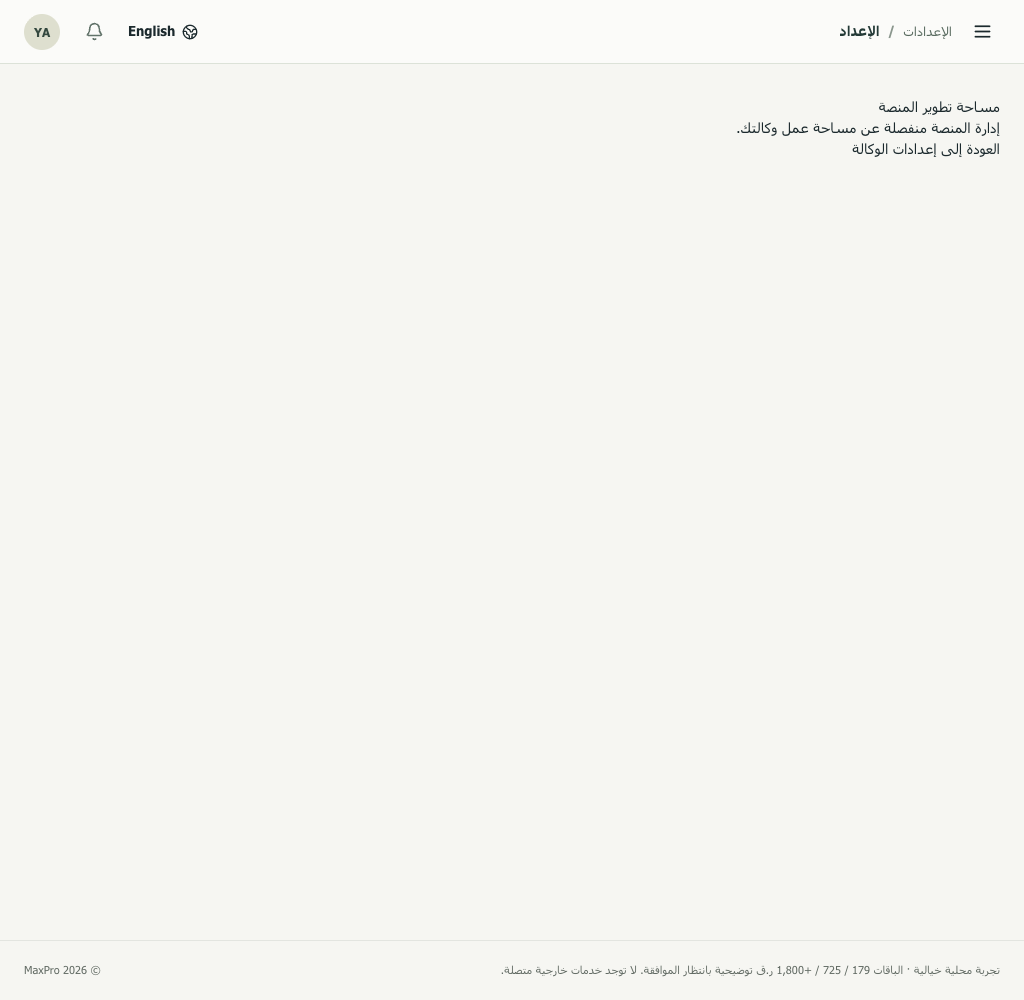 الإعدادات / الإعداد
English
YA
مساحة تطوير المنصة
إدارة المنصة منفصلة عن مساحة عمل وكالتك.
العودة إلى إعدادات الوكالة
تجربة محلية خيالية · الباقات 179 / 725 / +1,800 ر.ق توضيحية بانتظار الموافقة. لا توجد خدمات خارجية متصلة.
© 2026 MaxPro